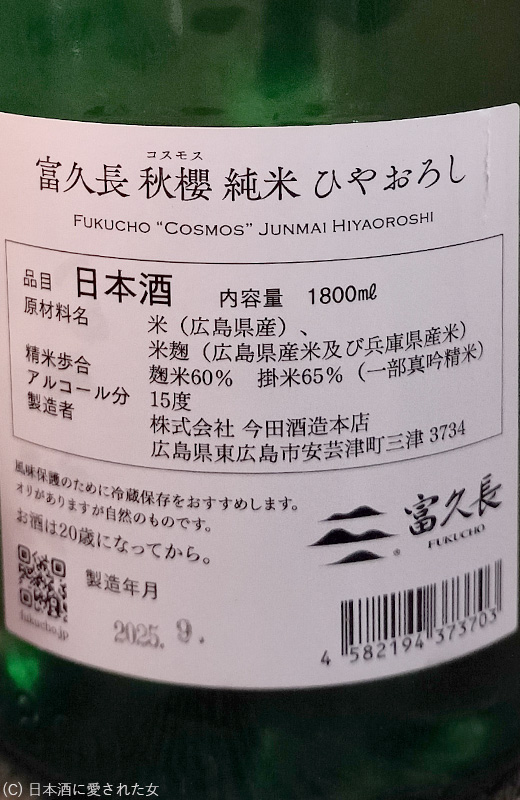 コスモス
富久長 秋櫻 純米 ひやおろし
FUKUCHO “COSMOS” JUNMAI HIYAOROSHI
品目 日本酒 内容量 1800㎖
原材料名 米（広島県産）、
米麹（広島県産米及び兵庫県産米）
精米歩合 麹米60% 掛米65%（一部真吟精米）
アルコール分 15度
製造者 株式会社 今田酒造本店
広島県東広島市安芸津町三津 3734
風味保護のために冷蔵保存をおすすめします。
オリがありますが自然のものです。
お酒は20歳になってから。
富久長
FUKUCHO
®
fukucho.jp
製造年月
2025. 9.
4 582194 373703
(C) 日本酒に愛された女